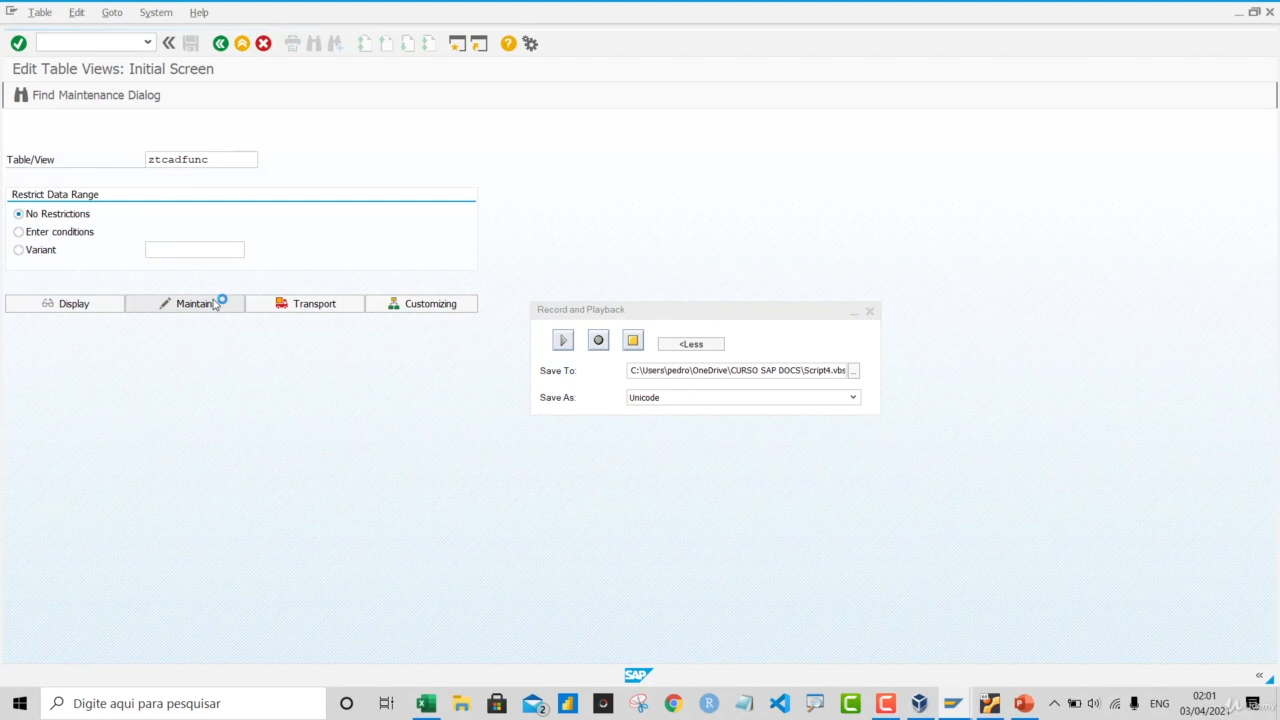 Table Edit Goto System Help
Edit Table Views: Initial Screen
Find Maintenance Dialog
Table/View ztcadfunc
Restrict Data Range
No Restrictions
Enter conditions
Variant
Display Maintain Transport Customizing
Record and Playback
<Less
Save To: C:\Users\pedro\OneDrive\CURSO SAP DOCS\Script4.vbs ...
Save As: Unicode
SAP
Digite aqui para pesquisar
2
ENG
02:01
03/04/202